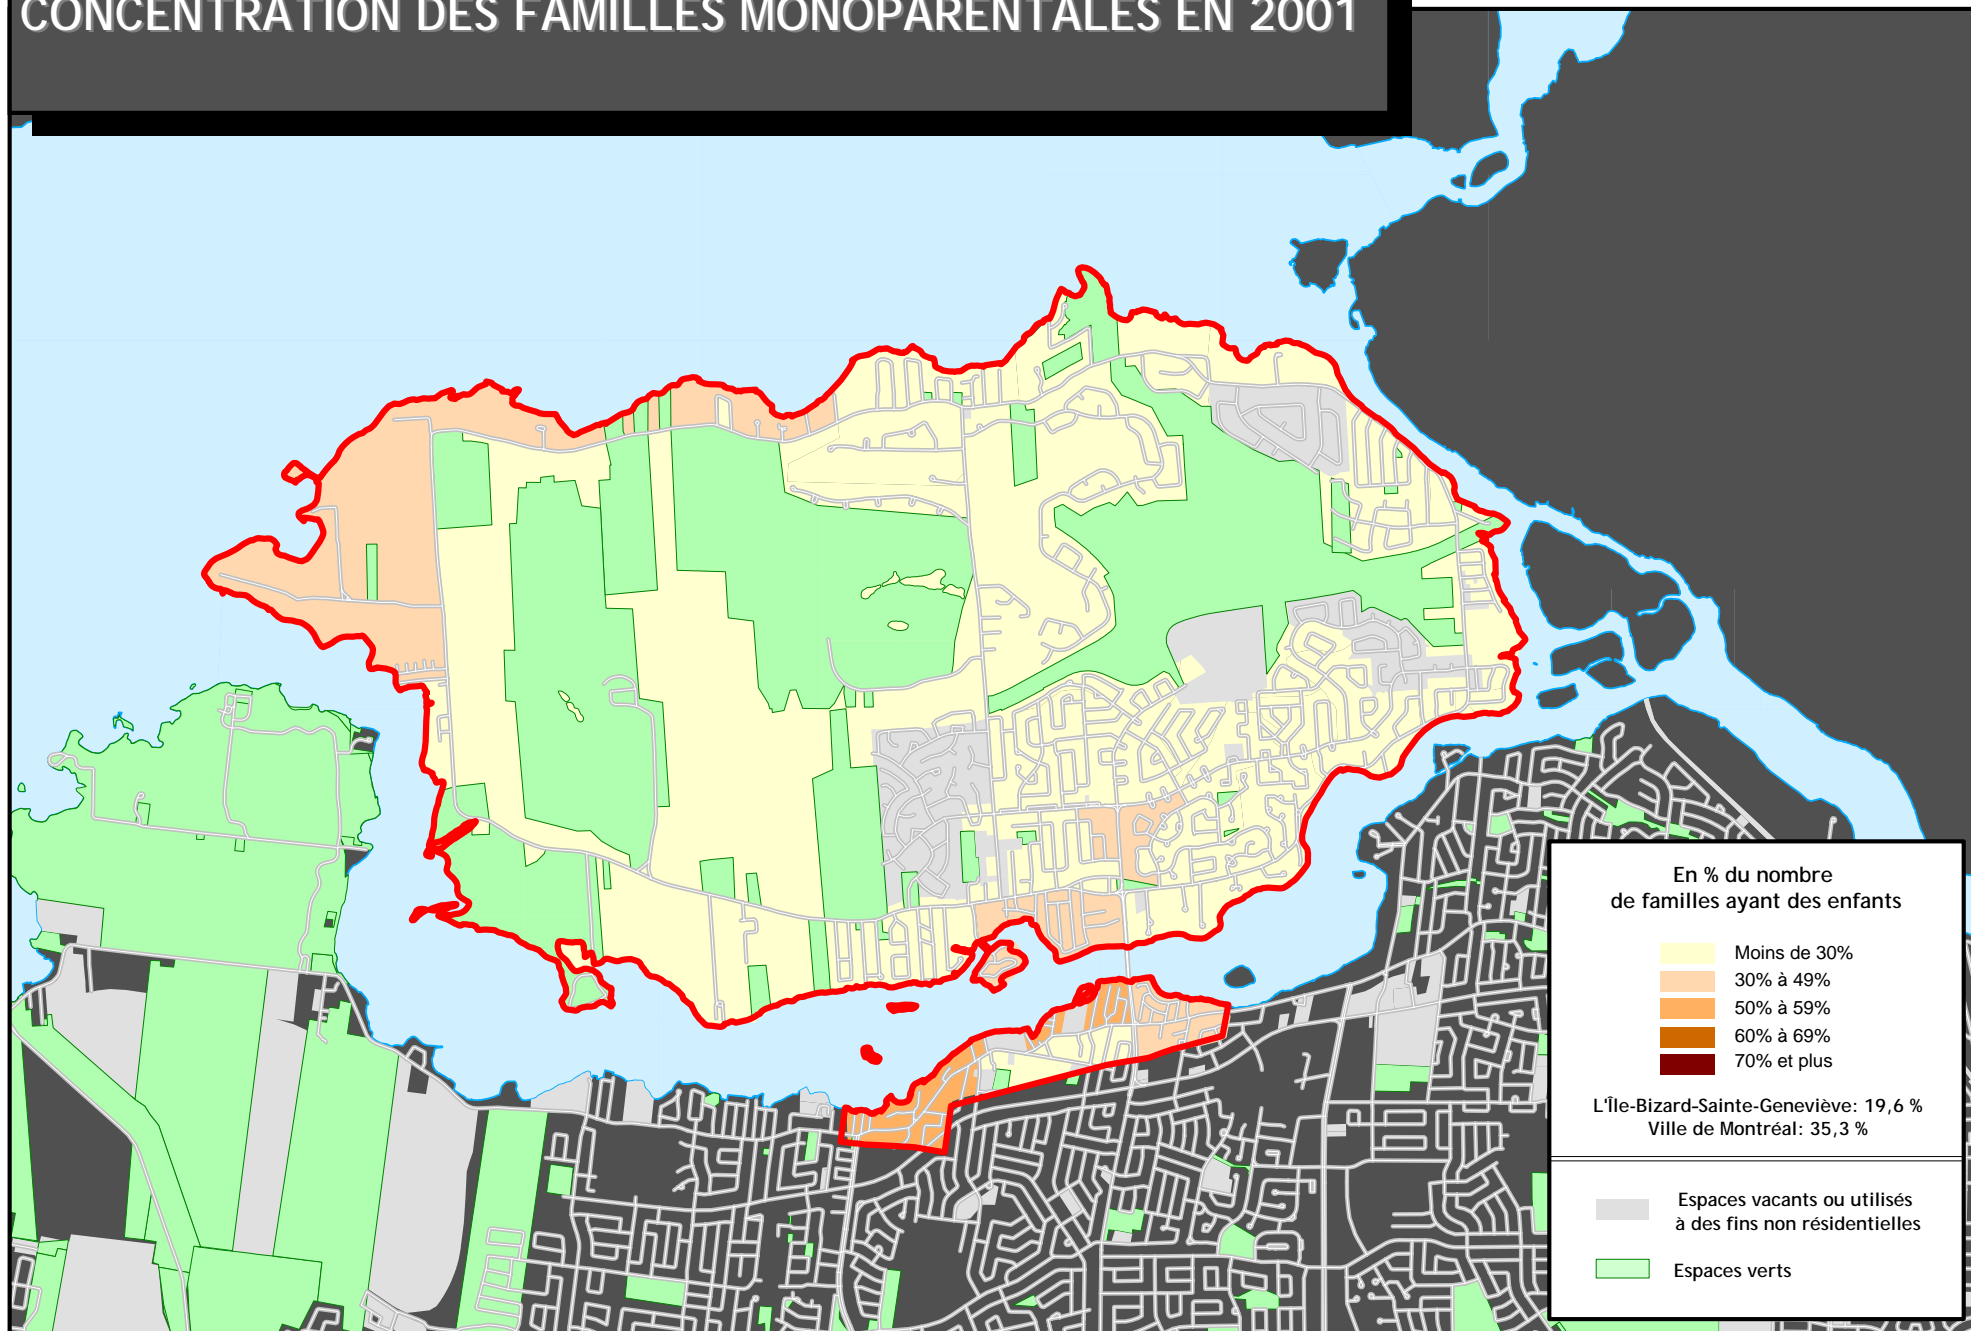 CONCENTRATION DES FAMILLES MONOPARENTALES EN 2001
En % du nombre
de familles ayant des enfants
Moins de 30%
30% à 49%
50% à 59%
60% à 69%
70% et plus
L'Île-Bizard-Sainte-Geneviève: 19,6 %
Ville de Montréal: 35,3 %
Espaces vacants ou utilisés
à des fins non résidentielles
Espaces verts